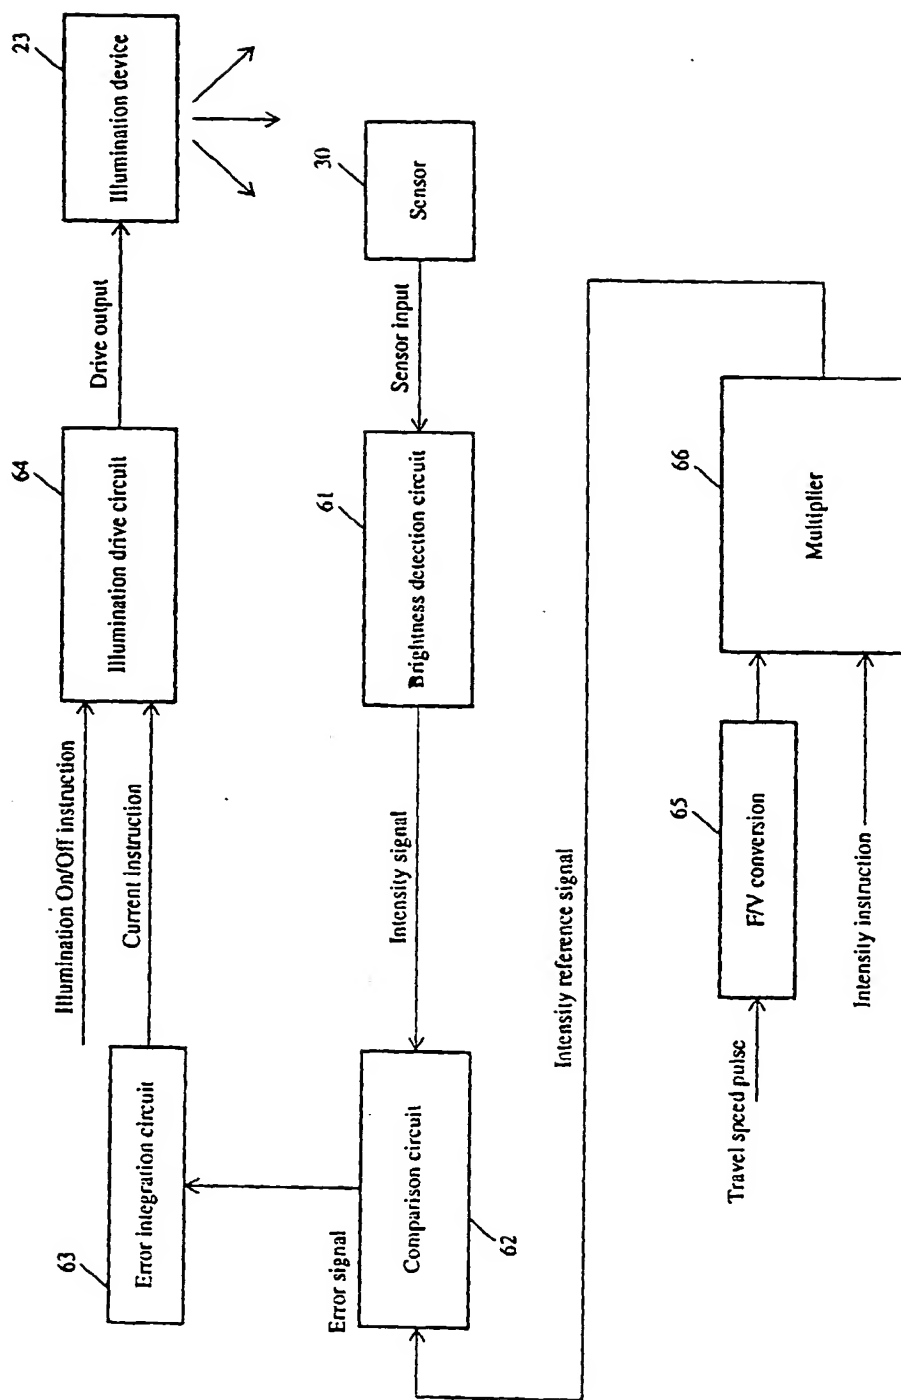 63
Error integration circuit
Illumination On/Off instruction
Current instruction
64
Illumination drive circuit
Drive output
23
Illumination device
Error signal
Comparison circuit
62
Intensity signal
61
Brightness detection circuit
Sensor input
30
Sensor
Intensity reference signal
Travel speed pulse
65
F/V conversion
Intensity instruction
66
Multiplier